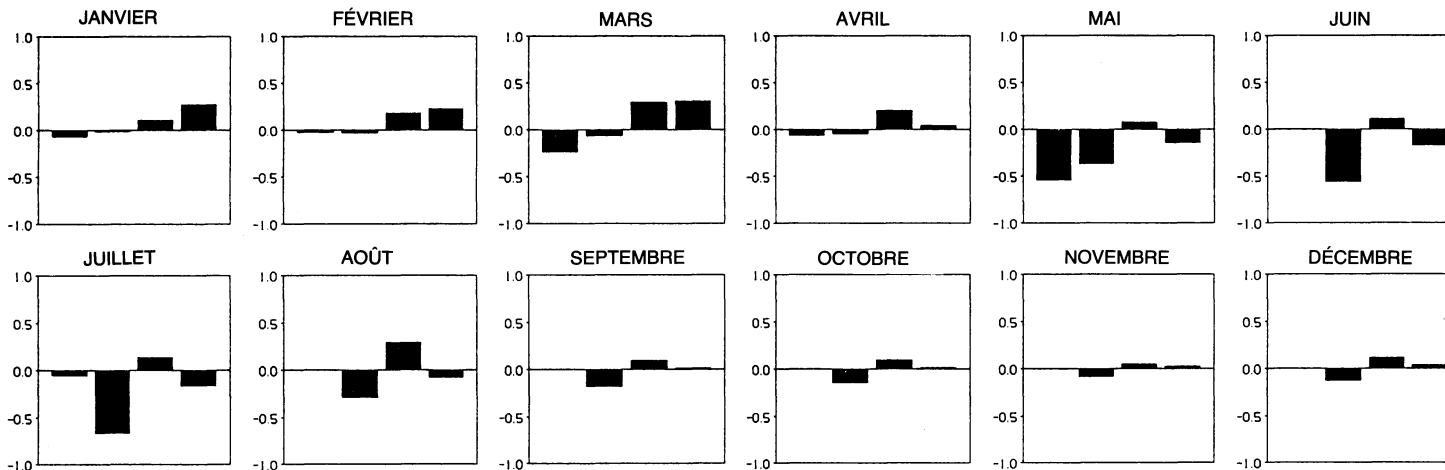 JANVIER FÉVRIER MARS AVRIL MAI JUIN
1.0 1.0 1.0 1.0 1.0 1.0
0.5 0.5 0.5 0.5 0.5 0.5
0.0 0.0 0.0 0.0 0.0 0.0
-0.5 -0.5 -0.5 -0.5 -0.5 -0.5
-1.0 -1.0 -1.0 -1.0 -1.0 -1.0
JUILLET AOÛT SEPTEMBRE OCTOBRE NOVEMBRE DÉCEMBRE
1.0 1.0 1.0 1.0 1.0 1.0
0.5 0.5 0.5 0.5 0.5 0.5
0.0 0.0 0.0 0.0 0.0 0.0
-0.5 -0.5 -0.5 -0.5 -0.5 -0.5
-1.0 -1.0 -1.0 -1.0 -1.0 -1.0